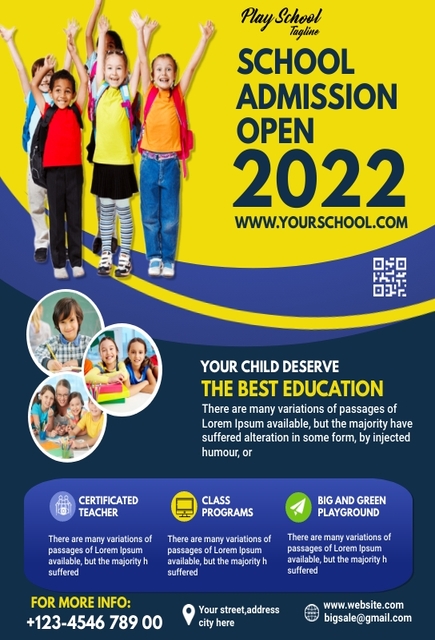 Play School
Tagline
SCHOOL
ADMISSION
OPEN
2022
WWW.YOURSCHOOL.COM
YOUR CHILD DESERVE
THE BEST EDUCATION
There are many variations of passages of
Lorem Ipsum available, but the majority have
suffered alteration in some form, by injected
humour, or
CERTIFICATED
TEACHER
There are many variations of
passages of Lorem Ipsum
available, but the majority h
suffered
CLASS
PROGRAMS
There are many variations of
passages of Lorem Ipsum
available, but the majority h
suffered
BIG AND GREEN
PLAYGROUND
There are many variations of
passages of Lorem Ipsum
available, but the majority h
suffered
FOR MORE INFO:
+123-4546 789 00
Your street,address
city here
www.website.com
bigsale@gmail.com